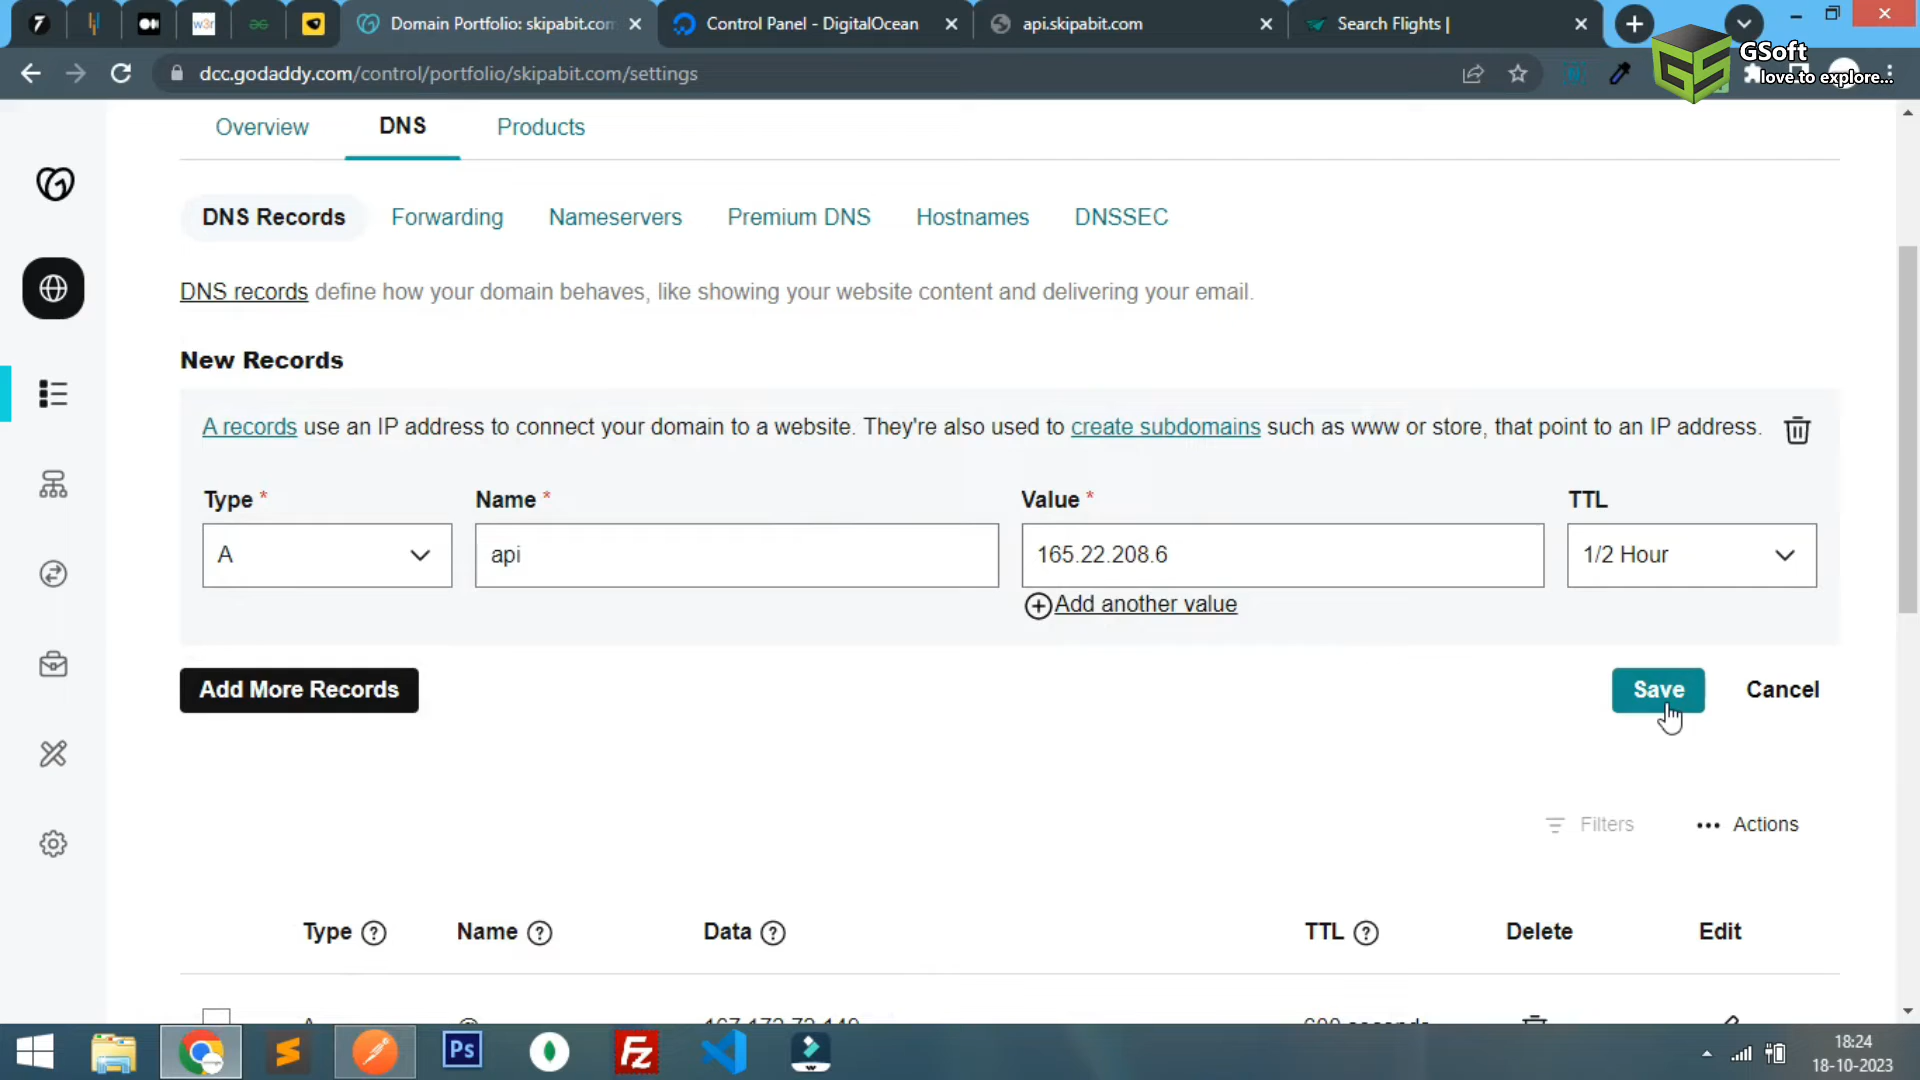 Domain Portfolio: skipabit.com
Control Panel - DigitalOcean
api.skipabit.com
Search Flights |
GSoft
love to explore...
dcc.godaddy.com/control/portfolio/skipabit.com/settings
Overview
DNS
Products
DNS Records
Forwarding
Nameservers
Premium DNS
Hostnames
DNSSEC
DNS records define how your domain behaves, like showing your website content and delivering your email.
New Records
A records use an IP address to connect your domain to a website. They're also used to create subdomains such as www or store, that point to an IP address.
Type *
Name *
Value *
TTL
A
api
165.22.208.6
1/2 Hour
Add another value
Add More Records
Save
Cancel
Filters
Actions
Type
Name
Data
TTL
Delete
Edit
w3r
Ps
Fz
18:24
18-10-2023